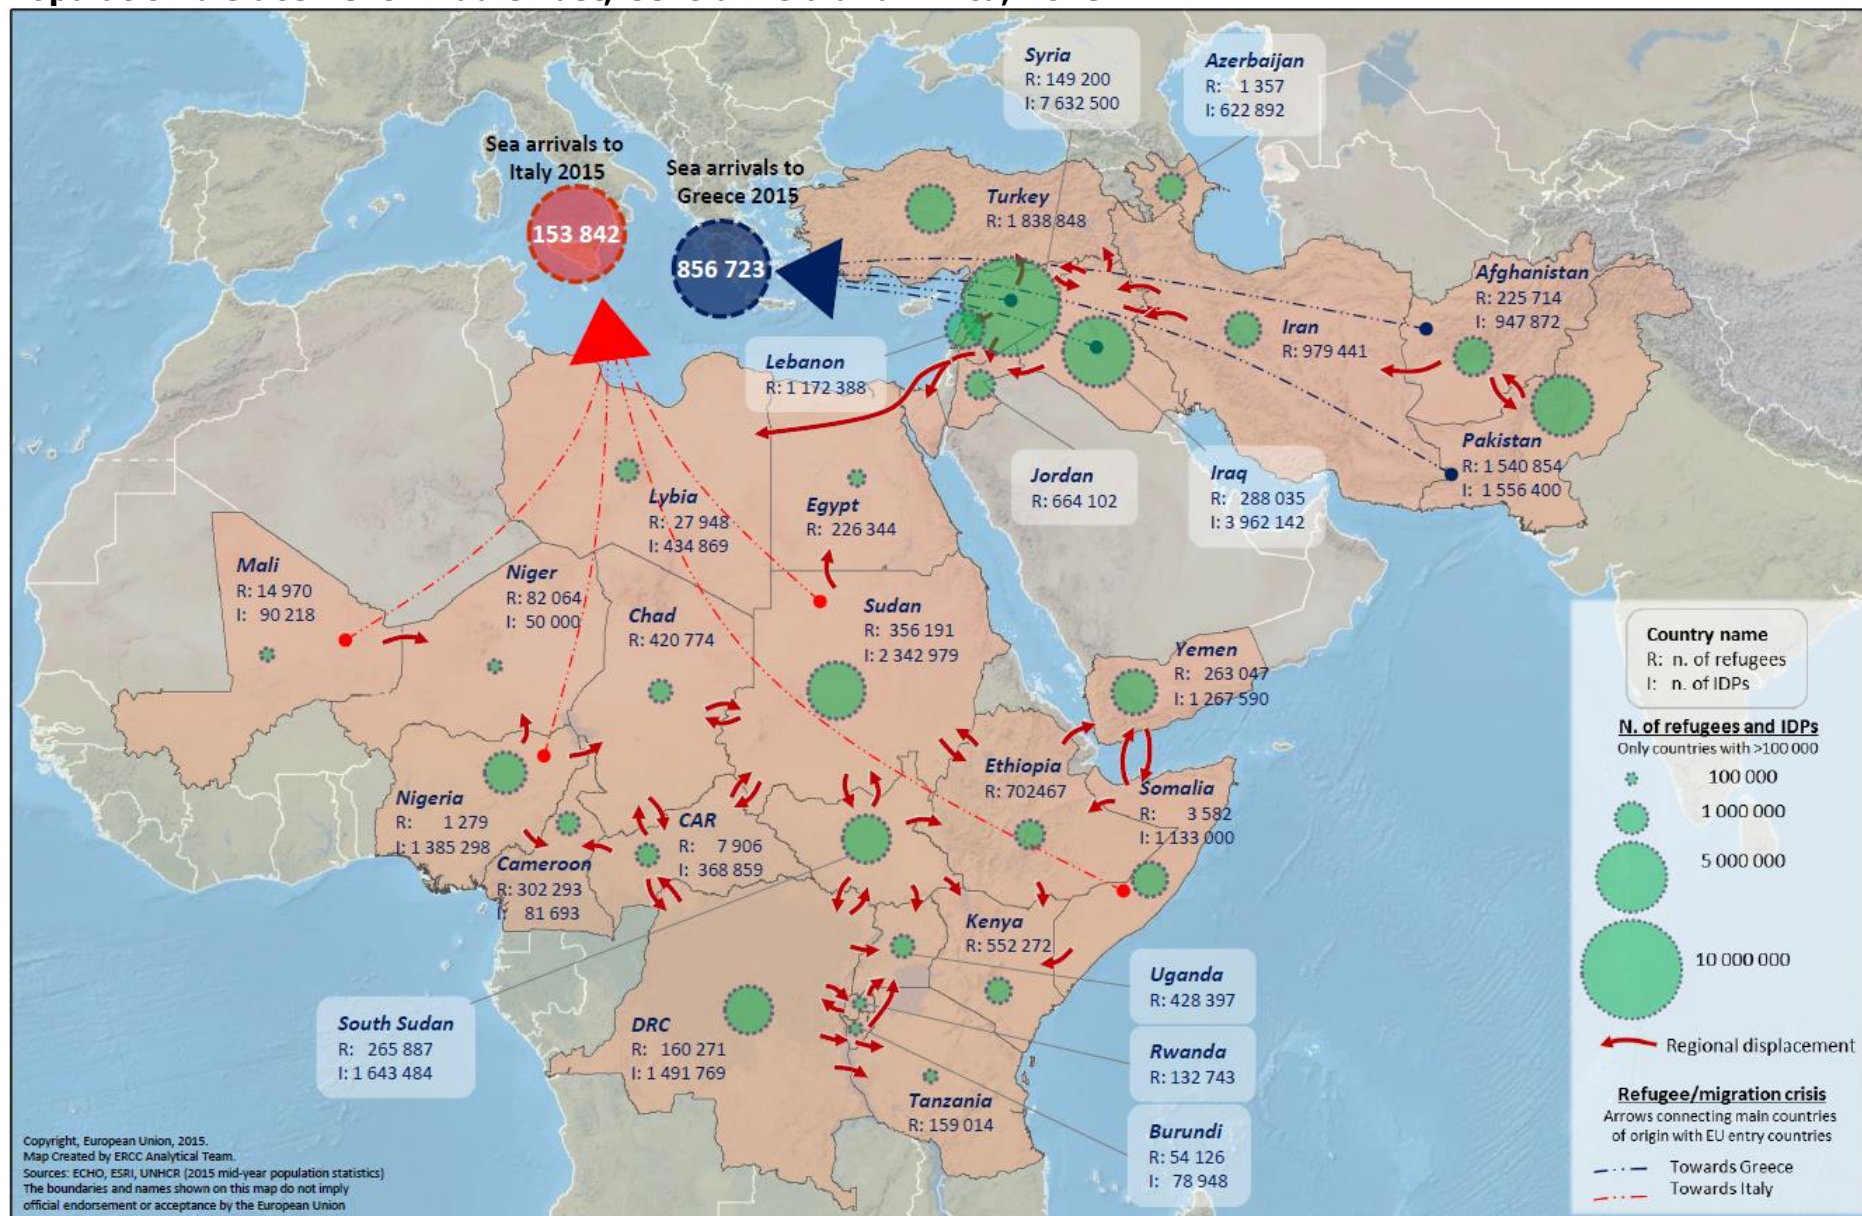 Syria
R: 149 200
I: 7 632 500
Azerbaijan
R: 1 357
I: 622 892
Sea arrivals to
Italy 2015
153 842
Sea arrivals to
Greece 2015
856 723
Turkey
R: 1 838 848
Afghanistan
R: 225 714
I: 947 872
Iran
R: 979 441
Lebanon
R: 1 172 388
Pakistan
R: 1 540 854
I: 1 556 400
Jordan
R: 664 102
Iraq
R: 288 035
I: 3 962 142
Lybia
R: 27 948
I: 434 869
Egypt
R: 226 344
Mali
R: 14 970
I: 90 218
Niger
R: 82 064
I: 50 000
Chad
R: 420 774
Sudan
R: 356 191
I: 2 342 979
Yemen
R: 263 047
I: 1 267 590
Nigeria
R: 1 279
I: 1 385 298
Cameroon
R: 302 293
I: 81 693
CAR
R: 7 906
I: 368 859
Ethiopia
R: 702467
Somalia
R: 3 582
I: 1 133 000
Kenya
R: 552 272
Uganda
R: 428 397
South Sudan
R: 265 887
I: 1 643 484
DRC
R: 160 271
I: 1 491 769
Rwanda
R: 132 743
Tanzania
R: 159 014
Burundi
R: 54 126
I: 78 948
Country name
R: n. of refugees
I: n. of IDPs
N. of refugees and IDPs
Only countries with >100 000
100 000
1 000 000
5 000 000
10 000 000
Regional displacement
Refugee/migration crisis
Arrows connecting main countries
of origin with EU entry countries
Towards Greece
Towards Italy
Copyright, European Union, 2015.
Map Created by ERCC Analytical Team.
Sources: ECHO, ESRI, UNHCR (2015 mid-year population statistics)
The boundaries and names shown on this map do not imply
official endorsement or acceptance by the European Union